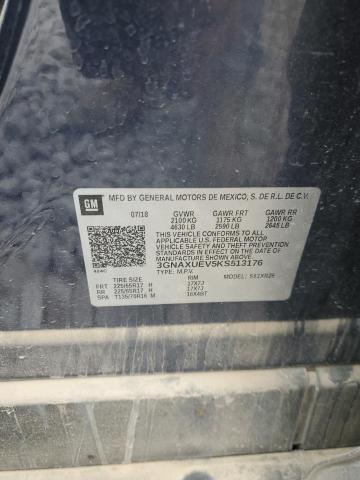 GM MFD BY GENERAL MOTORS DE MEXICO, S. DE R.L. DE C.V.
07/18 GVWR GAWR FRT GAWR RR
2100 KG 1175 KG 1200 KG
4630 LB 2590 LB 2645 LB
THIS VEHICLE CONFORMS TO ALL
APPLICABLE U.S. FEDERAL MOTOR
VEHICLE SAFETY, BUMPER, AND THEFT
PREVENTION STANDARDS IN EFFECT ON
THE DATE OF MANUFACTURE SHOWN ABOVE.
3GNAXUEV5KS513176
TYPE: M.P.V. MODEL:
RIM
FRT 225/65R17 H 17X7J
RR 225/65R17 H 17X7J
SPA T135/70R16 M 16X4BT